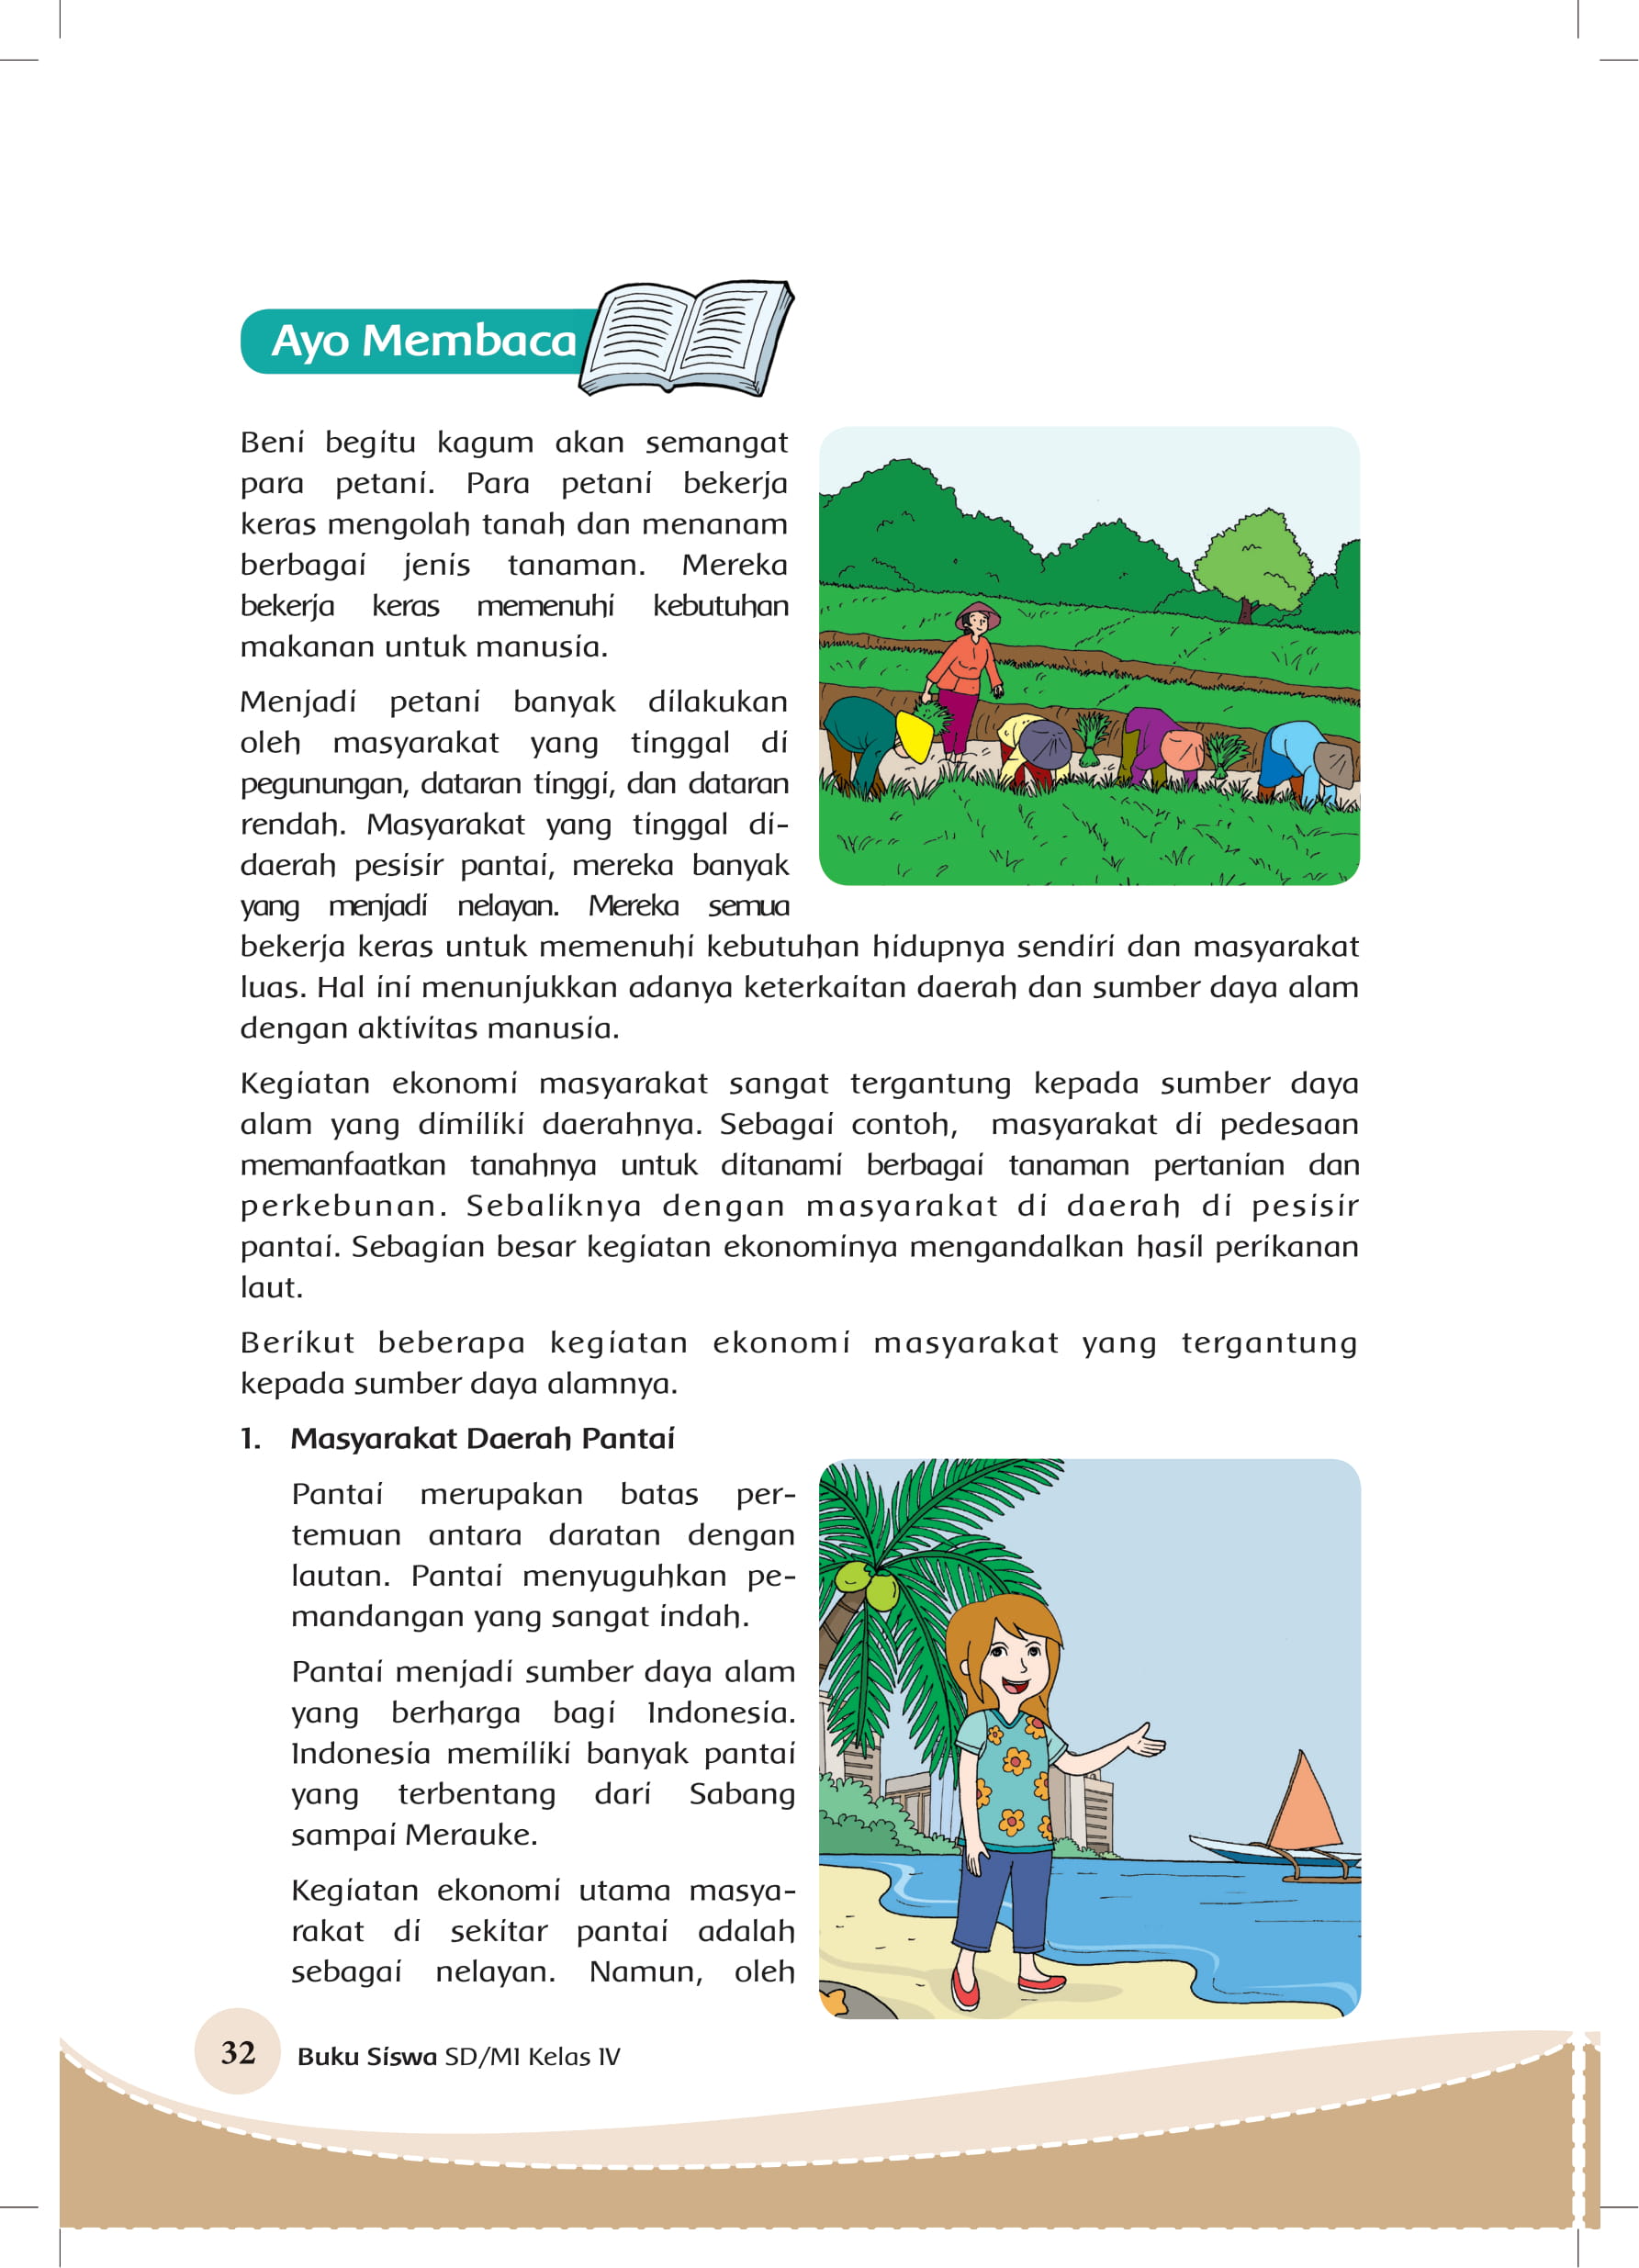 Ayo Membaca
Beni begitu kagum akan semangat
para petani. Para petani bekerja
keras mengolah tanah dan menanam
berbagai jenis tanaman. Mereka
bekerja keras memenuhi kebutuhan
makanan untuk manusia.
Menjadi petani banyak dilakukan
oleh masyarakat yang tinggal di
pegunungan, dataran tinggi, dan dataran
rendah. Masyarakat yang tinggal di-
daerah pesisir pantai, mereka banyak
yang menjadi nelayan. Mereka semua
bekerja keras untuk memenuhi kebutuhan hidupnya sendiri dan masyarakat
luas. Hal ini menunjukkan adanya keterkaitan daerah dan sumber daya alam
dengan aktivitas manusia.
Kegiatan ekonomi masyarakat sangat tergantung kepada sumber daya
alam yang dimiliki daerahnya. Sebagai contoh, masyarakat di pedesaan
memanfaatkan tanahnya untuk ditanami berbagai tanaman pertanian dan
perkebunan. Sebaliknya dengan masyarakat di daerah di pesisir
pantai. Sebagian besar kegiatan ekonominya mengandalkan hasil perikanan
laut.
Berikut beberapa kegiatan ekonomi masyarakat yang tergantung
kepada sumber daya alamnya.
1. Masyarakat Daerah Pantai
Pantai merupakan batas per-
temuan antara daratan dengan
lautan. Pantai menyuguhkan pe-
mandangan yang sangat indah.
Pantai menjadi sumber daya alam
yang berharga bagi Indonesia.
Indonesia memiliki banyak pantai
yang terbentang dari Sabang
sampai Merauke.
Kegiatan ekonomi utama masya-
rakat di sekitar pantai adalah
sebagai nelayan. Namun, oleh
32 Buku Siswa SD/MI Kelas IV